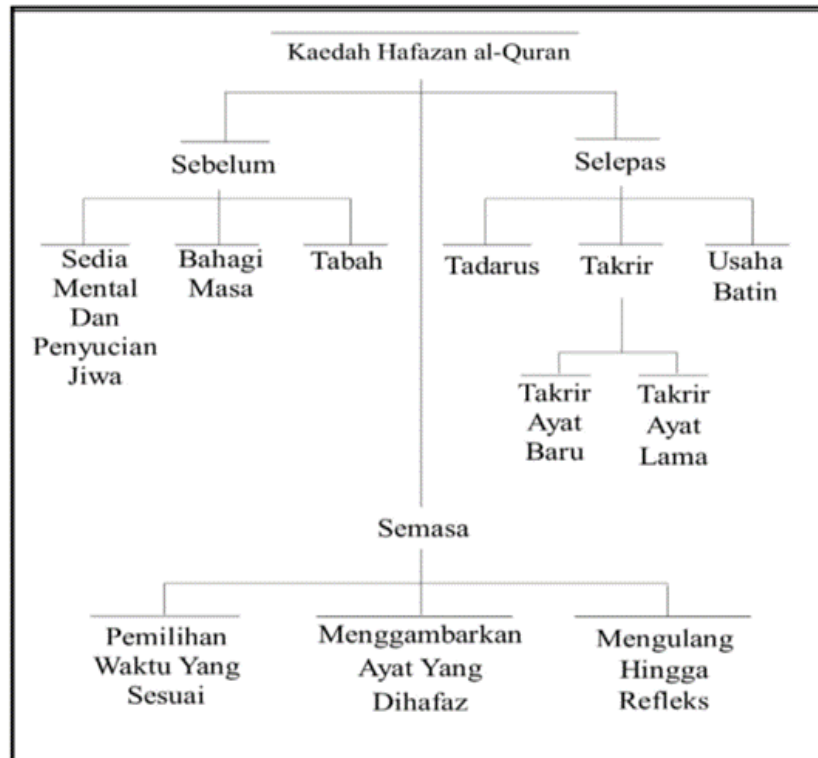 Kaedah Hafazan al-Quran
Sebelum
Selepas
Sedia
Mental
Dan
Penyucian
Jiwa
Bahagi
Masa
Tabah
Tadarus
Takrir
Usaha
Batin
Takrir
Ayat
Baru
Takrir
Ayat
Lama
Semasa
Pemilihan
Waktu Yang
Sesuai
Menggambarkan
Ayat Yang
Dihafaz
Mengulang
Hingga
Refleks